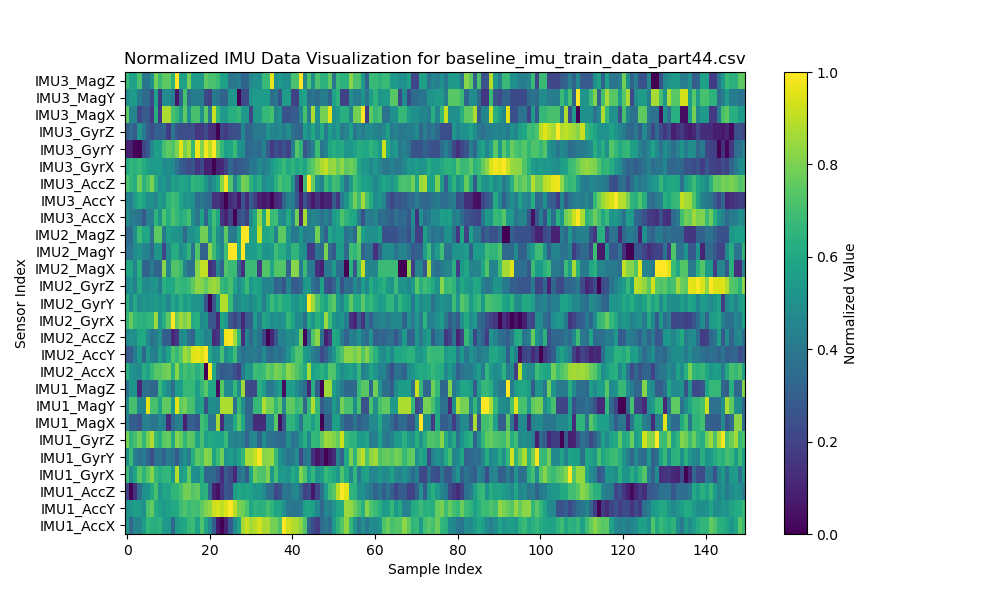 Normalized IMU Data Visualization for baseline_imu_train_data_part44.csv
IMU3_MagZ
IMU3_MagY
IMU3_MagX
IMU3_GyrZ
IMU3_GyrY
IMU3_GyrX
IMU3_AccZ
IMU3_AccY
IMU3_AccX
IMU2_MagZ
IMU2_MagY
IMU2_MagX
IMU2_GyrZ
IMU2_GyrY
IMU2_GyrX
IMU2_AccZ
IMU2_AccY
IMU2_AccX
IMU1_MagZ
IMU1_MagY
IMU1_MagX
IMU1_GyrZ
IMU1_GyrY
IMU1_GyrX
IMU1_AccZ
IMU1_AccY
IMU1_AccX
Sensor Index
0 20 40 60 80 100 120 140
Sample Index
1.0
0.8
0.6
0.4
0.2
0.0
Normalized Value